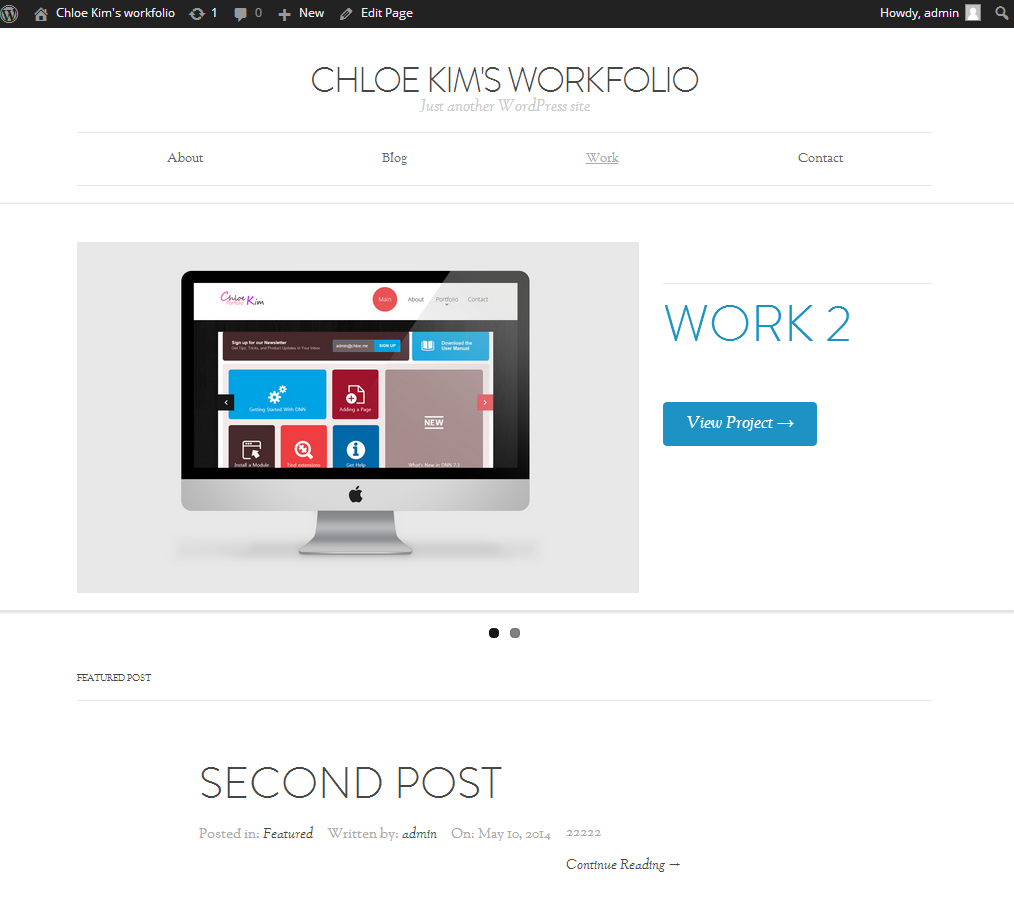 Chloe Kim's workfolio 1 0 New Edit Page Howdy, admin
CHLOE KIM'S WORKFOLIO
Just another WordPress site
About Blog Work Contact
Chloe Kim
Portfolio
Main About Portfolio Contact
Sign up for our Newsletter
Get Tips, Tricks, and Product Updates in Your Inbox
admin@chloe.me SIGN UP
Download the
User Manual
Getting Started With DNN
Adding a Page
NEW
Install a Module
Find extensions
Get Help
What's New in DNN 7.2
WORK 2
View Project →
FEATURED POST
SECOND POST
Posted in: Featured Written by: admin On: May 10, 2014
22222
Continue Reading →